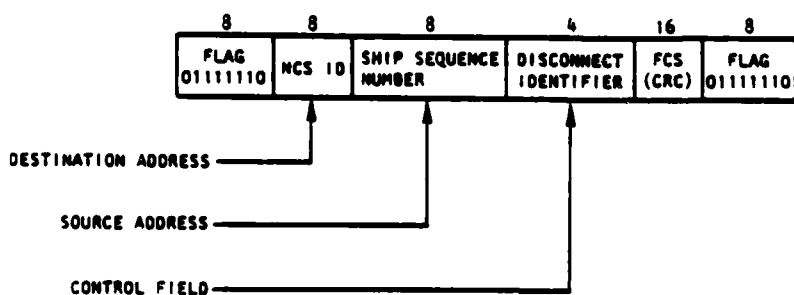 8 8 8 4 16 8
FLAG 01111110
NCS ID
SHIP SEQUENCE NUMBER
DISCONNECT IDENTIFIER
FCS (CRC)
FLAG 01111110
DESTINATION ADDRESS
SOURCE ADDRESS
CONTROL FIELD